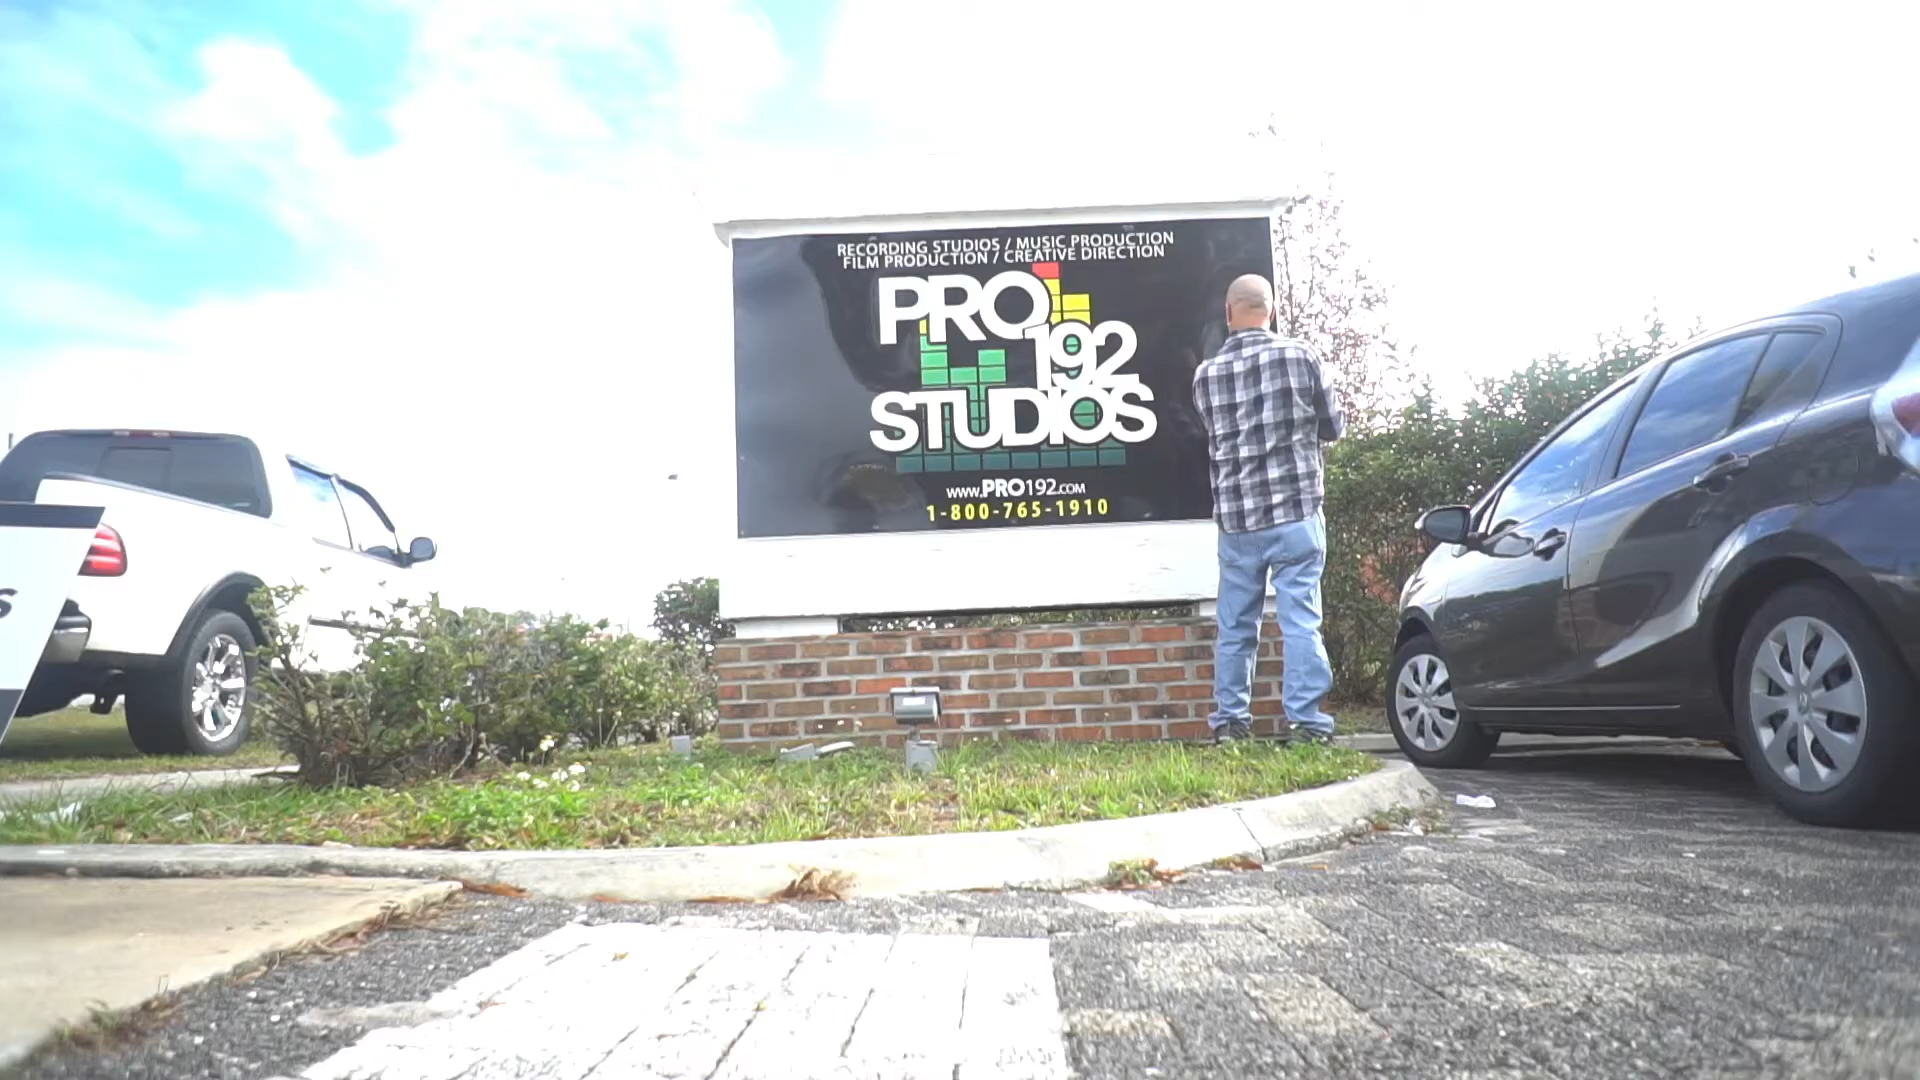 RECORDING STUDIOS / MUSIC PRODUCTION
FILM PRODUCTION / CREATIVE DIRECTION
PRO
192
STUDIOS
www.PRO192.COM
1-800-765-1910
S